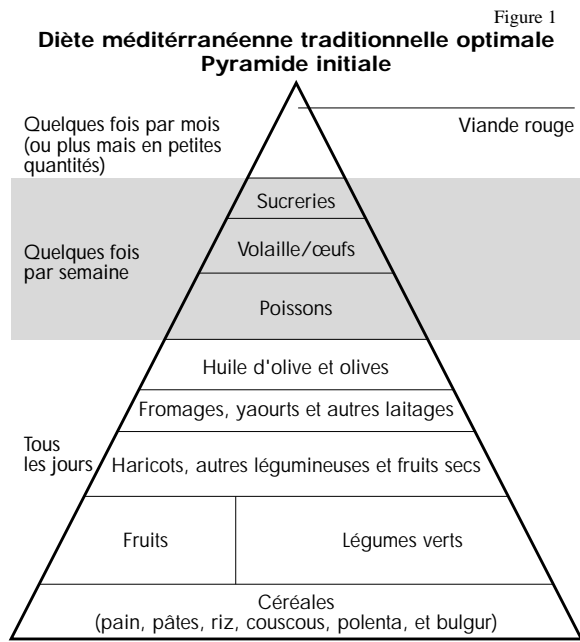 Figure 1
Diète méditérranéenne traditionnelle optimale
Pyramide initiale
Quelques fois par mois
(ou plus mais en petites
quantités)
Viande rouge
Sucreries
Quelques fois
par semaine
Volaille/œufs
Poissons
Huile d'olive et olives
Fromages, yaourts et autres laitages
Tous
les jours
Haricots, autres légumineuses et fruits secs
Fruits
Légumes verts
Céréales
(pain, pâtes, riz, couscous, polenta, et bulgur)